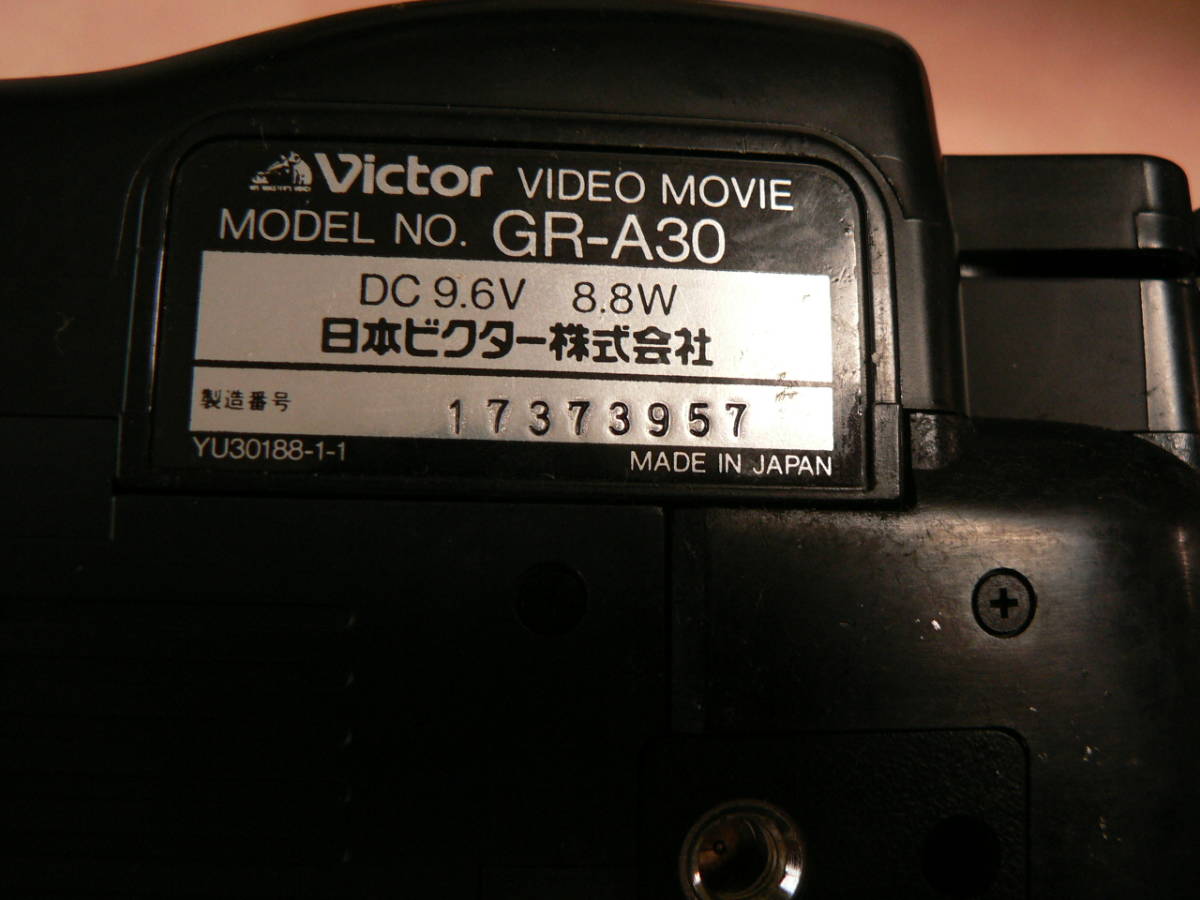 Victor VIDEO MOVIE
MODEL NO. GR-A30
DC 9.6V 8.8W
日本ビクター株式会社
製造番号 17373957
YU30188-1-1
MADE IN JAPAN